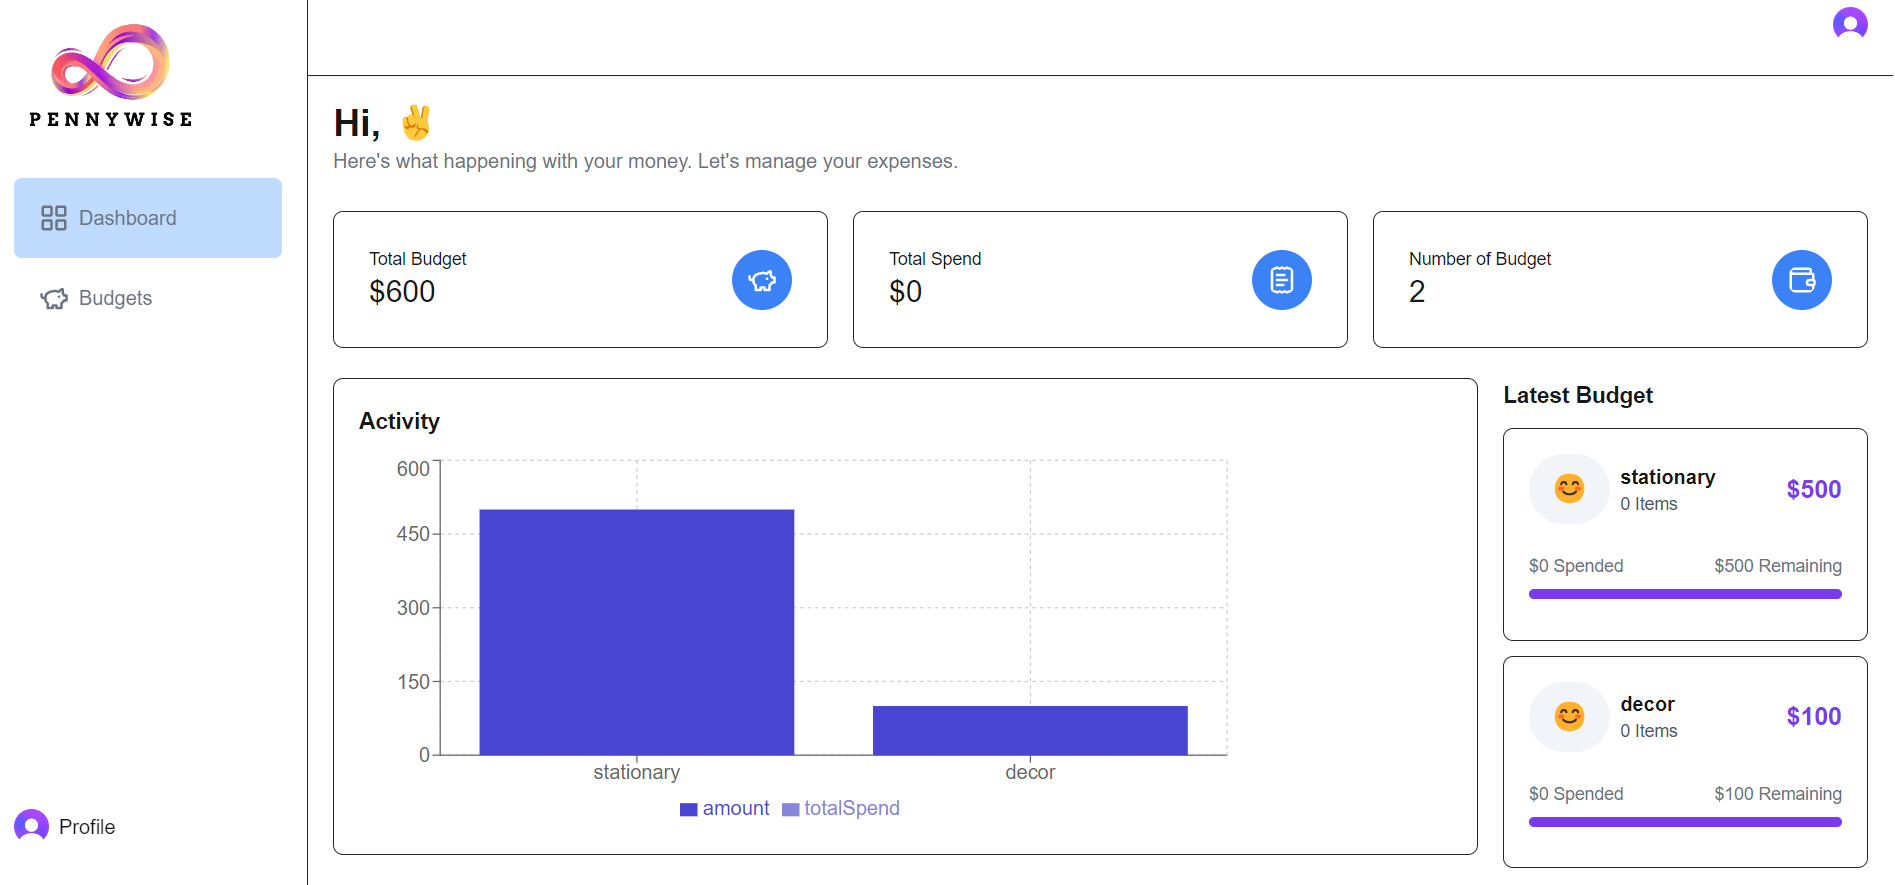 PENNYWISE
Dashboard
Budgets
Profile
Hi, ✌️
Here's what happening with your money. Let's manage your expenses.
Total Budget
$600
Total Spend
$0
Number of Budget
2
Activity
600
450
300
150
0
stationary decor
amount totalSpend
Latest Budget
stationary
0 Items
$500
$0 Spended $500 Remaining
decor
0 Items
$100
$0 Spended $100 Remaining